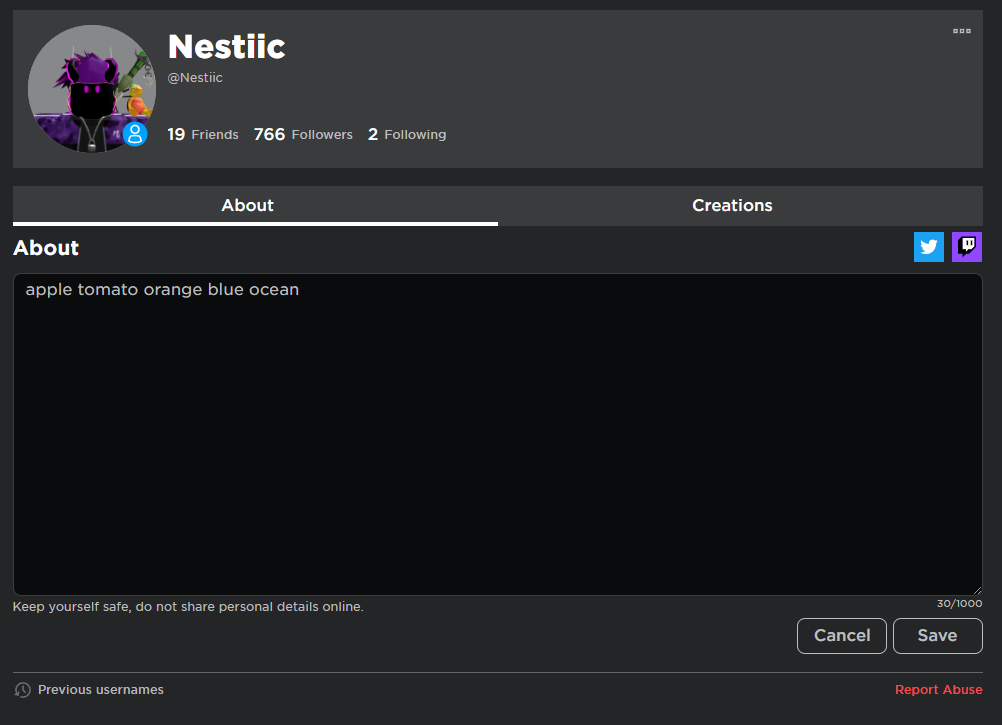 Nestiic
@Nestiic
19 Friends 766 Followers 2 Following
About Creations
About
apple tomato orange blue ocean
Keep yourself safe, do not share personal details online.
30/1000
Cancel Save
Previous usernames Report Abuse